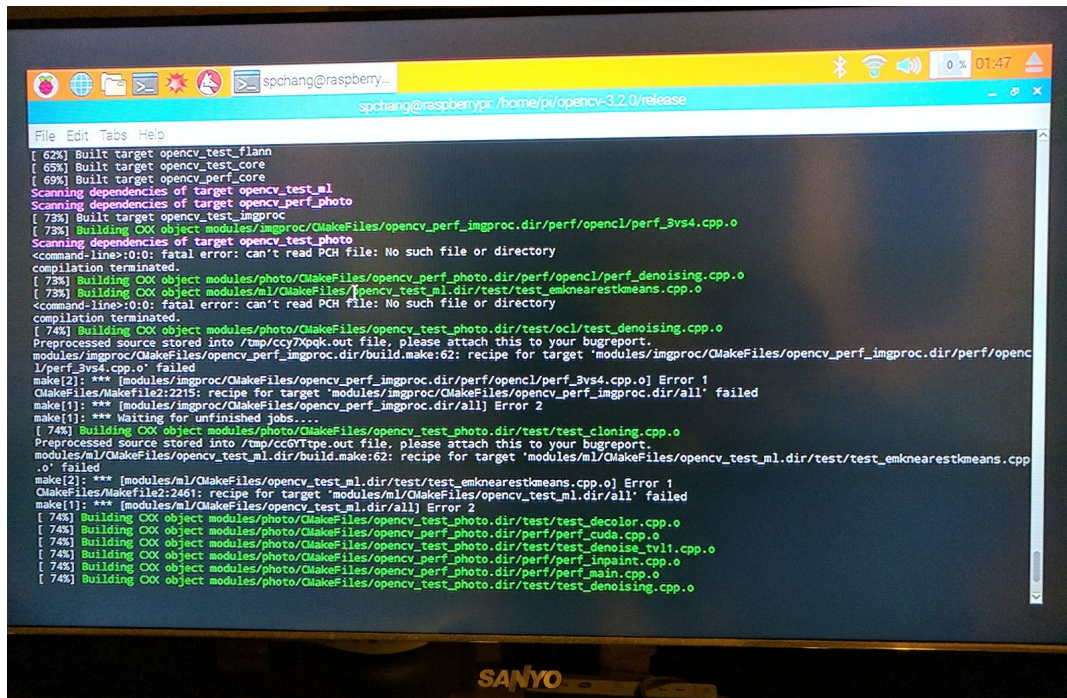 spchang@raspberry...
0 % 01:47
spchang@raspberrypi: /home/pi/opencv-3.2.0/release
File Edit Tabs Help
[ 62%] Built target opencv_test_flann
[ 65%] Built target opencv_test_core
[ 69%] Built target opencv_perf_core
Scanning dependencies of target opencv_test_ml
Scanning dependencies of target opencv_perf_photo
[ 73%] Built target opencv_test_imgproc
[ 73%] Building CXX object modules/imgproc/CMakeFiles/opencv_perf_imgproc.dir/perf/opencl/perf_3vs4.cpp.o
Scanning dependencies of target opencv_test_photo
<command-line>:0:0: fatal error: can't read PCH file: No such file or directory
compilation terminated.
[ 73%] Building CXX object modules/photo/CMakeFiles/opencv_perf_photo.dir/perf/opencl/perf_denoising.cpp.o
[ 73%] Building CXX object modules/ml/CMakeFiles/opencv_test_ml.dir/test/test_emknearestkmeans.cpp.o
<command-line>:0:0: fatal error: can't read PCH file: No such file or directory
compilation terminated.
[ 74%] Building CXX object modules/photo/CMakeFiles/opencv_test_photo.dir/test/ocl/test_denoising.cpp.o
Preprocessed source stored into /tmp/ccy7Xpqk.out file, please attach this to your bugreport.
modules/imgproc/CMakeFiles/opencv_perf_imgproc.dir/build.make:62: recipe for target 'modules/imgproc/CMakeFiles/opencv_perf_imgproc.dir/perf/openc
l/perf_3vs4.cpp.o' failed
make[2]: *** [modules/imgproc/CMakeFiles/opencv_perf_imgproc.dir/perf/opencl/perf_3vs4.cpp.o] Error 1
CMakeFiles/Makefile2:2215: recipe for target 'modules/imgproc/CMakeFiles/opencv_perf_imgproc.dir/all' failed
make[1]: *** [modules/imgproc/CMakeFiles/opencv_perf_imgproc.dir/all] Error 2
make[1]: *** Waiting for unfinished jobs....
[ 74%] Building CXX object modules/photo/CMakeFiles/opencv_test_photo.dir/test/test_cloning.cpp.o
Preprocessed source stored into /tmp/ccGYTtpe.out file, please attach this to your bugreport.
modules/ml/CMakeFiles/opencv_test_ml.dir/build.make:62: recipe for target 'modules/ml/CMakeFiles/opencv_test_ml.dir/test/test_emknearestkmeans.cpp
.o' failed
make[2]: *** [modules/ml/CMakeFiles/opencv_test_ml.dir/test/test_emknearestkmeans.cpp.o] Error 1
CMakeFiles/Makefile2:2461: recipe for target 'modules/ml/CMakeFiles/opencv_test_ml.dir/all' failed
make[1]: *** [modules/ml/CMakeFiles/opencv_test_ml.dir/all] Error 2
[ 74%] Building CXX object modules/photo/CMakeFiles/opencv_test_photo.dir/test/test_decolor.cpp.o
[ 74%] Building CXX object modules/photo/CMakeFiles/opencv_perf_photo.dir/perf/perf_cuda.cpp.o
[ 74%] Building CXX object modules/photo/CMakeFiles/opencv_test_photo.dir/test/test_denoise_tvl1.cpp.o
[ 74%] Building CXX object modules/photo/CMakeFiles/opencv_perf_photo.dir/perf/perf_inpaint.cpp.o
[ 74%] Building CXX object modules/photo/CMakeFiles/opencv_perf_photo.dir/perf/perf_main.cpp.o
[ 74%] Building CXX object modules/photo/CMakeFiles/opencv_test_photo.dir/test/test_denoising.cpp.o
SANYO